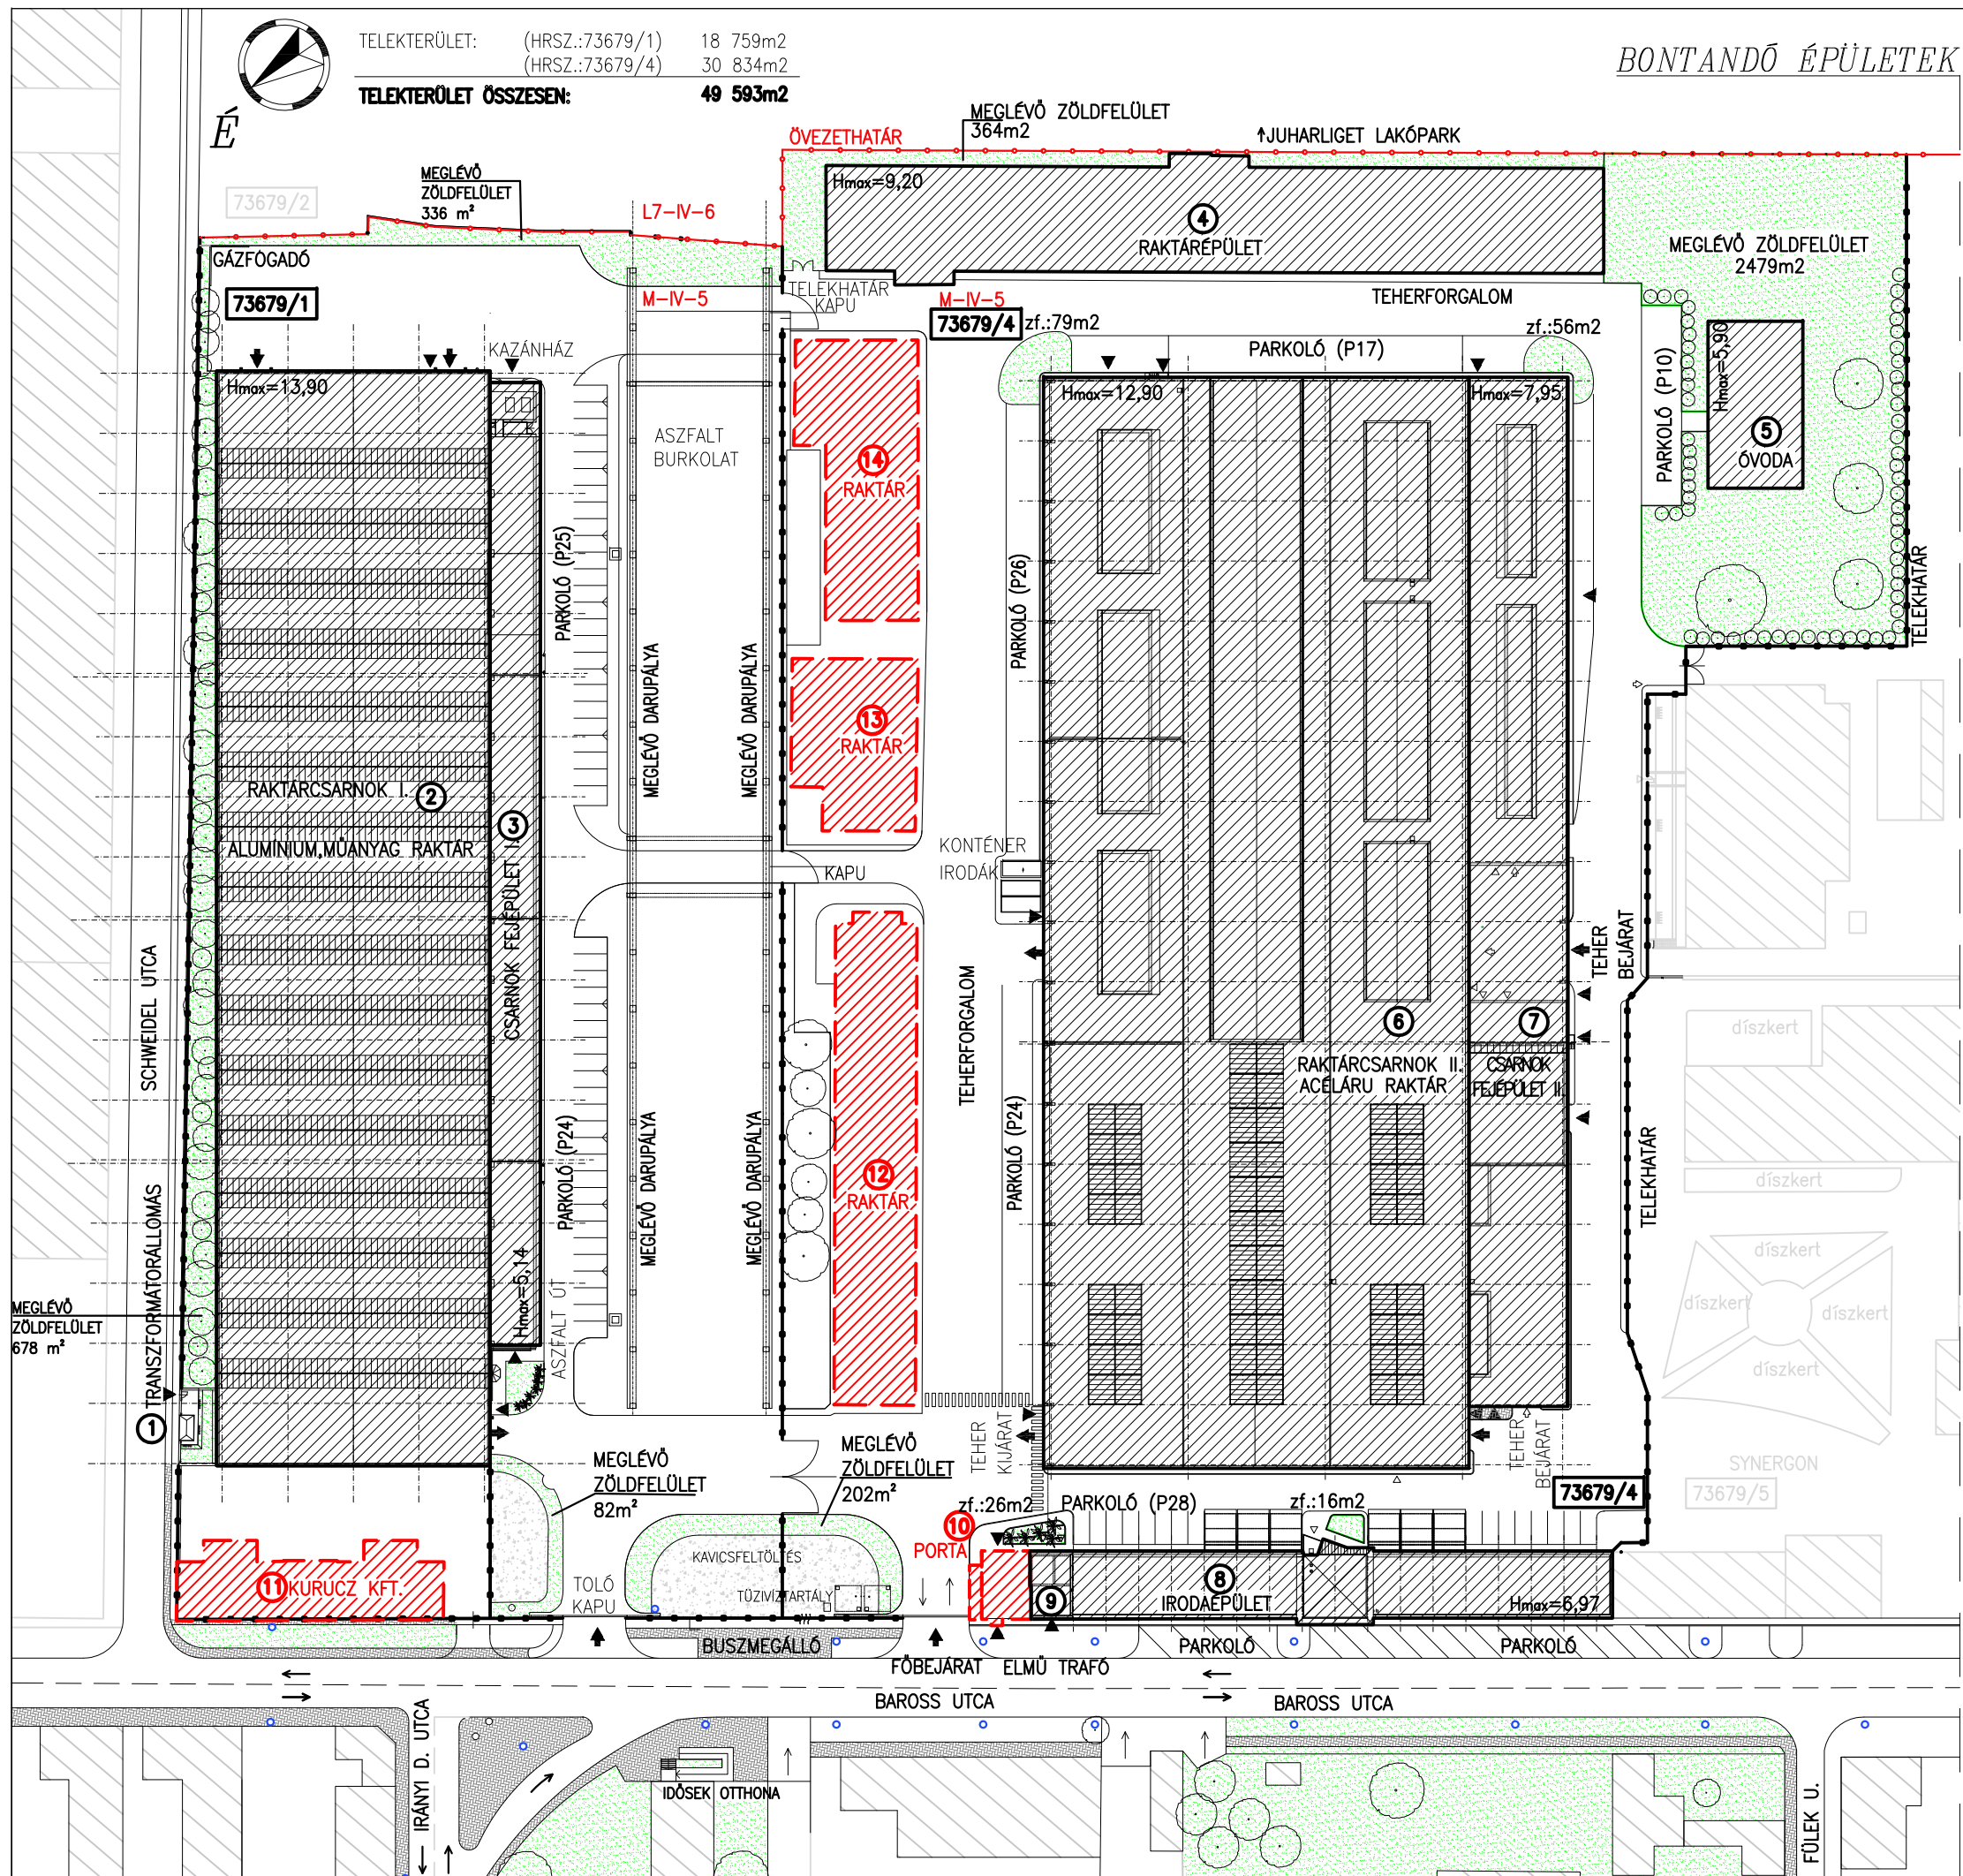 TELEKTERÜLET: (HRSZ.:73679/1) 18 759m2
(HRSZ.:73679/4) 30 834m2
TELEKTERÜLET ÖSSZESEN: 49 593m2
BONTANDÓ ÉPÜLETEK
É
MEGLÉVŐ ZÖLDFELÜLET
364m2
ÖVEZETHATÁR
↑JUHARLIGET LAKÓPARK
MEGLÉVŐ
ZÖLDFELÜLET
336 m²
73679/2
L7-IV-6
Hmax=9,20
4
RAKTÁRÉPÜLET
MEGLÉVŐ ZÖLDFELÜLET
2479m2
GÁZFOGADÓ
73679/1
M-IV-5
TELEKHATÁR
KAPU
M-IV-5
73679/4
zf.:79m2
TEHERFORGALOM
zf.:56m2
PARKOLÓ (P17)
KAZÁNHÁZ
Hmax=13,90
Hmax=12,90
Hmax=7,95
PARKOLÓ (P10)
Hmax=5,90
5
ÓVODA
ASZFALT
BURKOLAT
14
RAKTÁR
PARKOLÓ (P25)
PARKOLÓ (P26)
TELEKHATÁR
MEGLÉVŐ DARUPÁLYA
MEGLÉVŐ DARUPÁLYA
13
RAKTÁR
RAKTÁRCSARNOK I.
2
3
ALUMÍNIUM,MŰANYAG RAKTÁR
CSARNOK FEJÉPÜLET I.
KONTÉNER
IRODÁK
KAPU
SCHWEIDEL UTCA
TEHERFORGALOM
TEHER
BEJÁRAT
6
7
RAKTÁRCSARNOK II.
ACÉLÁRU RAKTÁR
CSARNOK
FEJÉPÜLET II.
díszkert
PARKOLÓ (P24)
MEGLÉVŐ DARUPÁLYA
MEGLÉVŐ DARUPÁLYA
12
RAKTÁR
PARKOLÓ (P24)
TELEKHATÁR
díszkert
díszkert
díszkert
díszkert
díszkert
TRANSZFORMÁTORÁLLOMÁS
1
MEGLÉVŐ
ZÖLDFELÜLET
678 m²
Hmax=5,14
ASZFALT ÚT
TEHER
KIJÁRAT
TEHER
BEJÁRAT
SYNERGON
73679/5
73679/4
MEGLÉVŐ
ZÖLDFELÜLET
82m²
MEGLÉVŐ
ZÖLDFELÜLET
202m²
zf.:26m2
PARKOLÓ (P28)
zf.:16m2
10
PORTA
KAVICSFELTÖLTÉS
TŰZIVÍZTARTÁLY
11
KURUCZ KFT.
TOLÓ
KAPU
9
8
IRODAÉPÜLET
Hmax=6,97
BUSZMEGÁLLÓ
PARKOLÓ
PARKOLÓ
FŐBEJÁRAT
ELMŰ TRAFÓ
BAROSS UTCA
BAROSS UTCA
IRÁNYI D. UTCA
IDŐSEK OTTHONA
FÜLEK U.